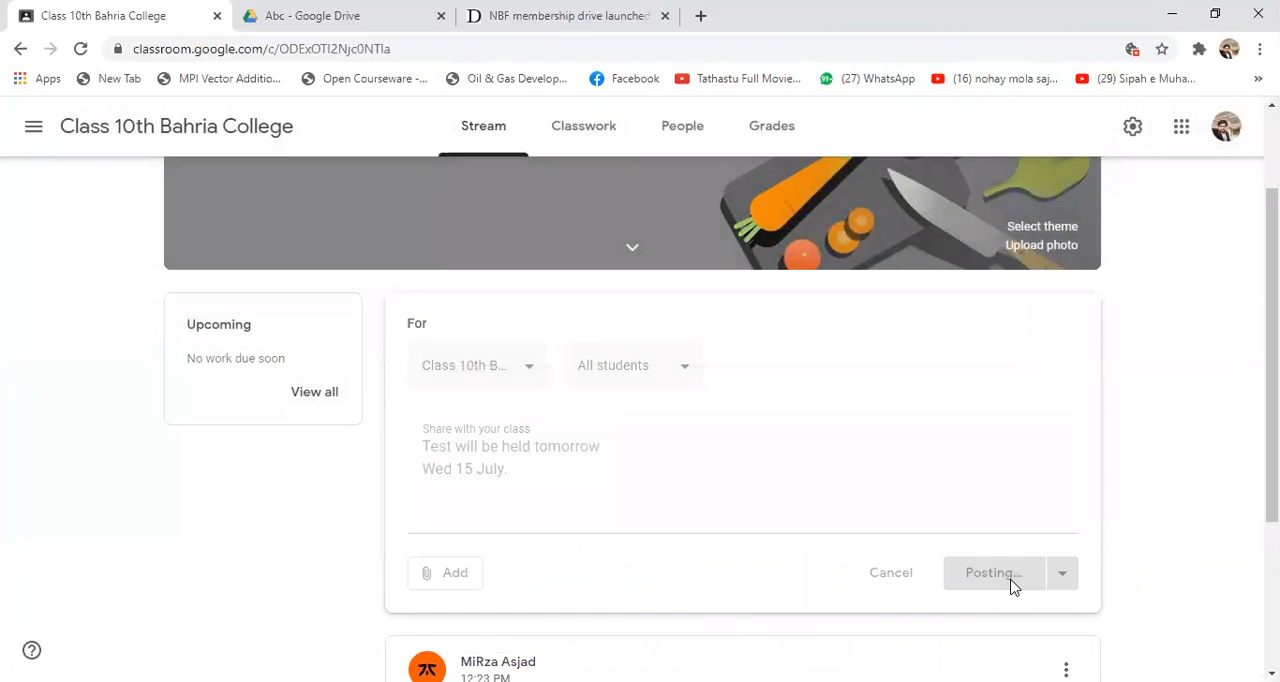 Class 10th Bahria College
Abc - Google Drive
NBF membership drive launched
classroom.google.com/c/ODExOTI2Njc0NTIa
Apps
New Tab
MPI Vector Additio...
Open Courseware -...
Oil & Gas Develop...
Facebook
Tathastu Full Movie...
99+
(27) WhatsApp
(16) nohay mola saj...
(29) Sipah e Muha...
»
Class 10th Bahria College
Stream
Classwork
People
Grades
Select theme
Upload photo
Upcoming
No work due soon
View all
For
Class 10th B...
All students
Share with your class
Test will be held tomorrow
Wed 15 July.
Add
Cancel
Posting...
MiRza Asjad
12:23 PM